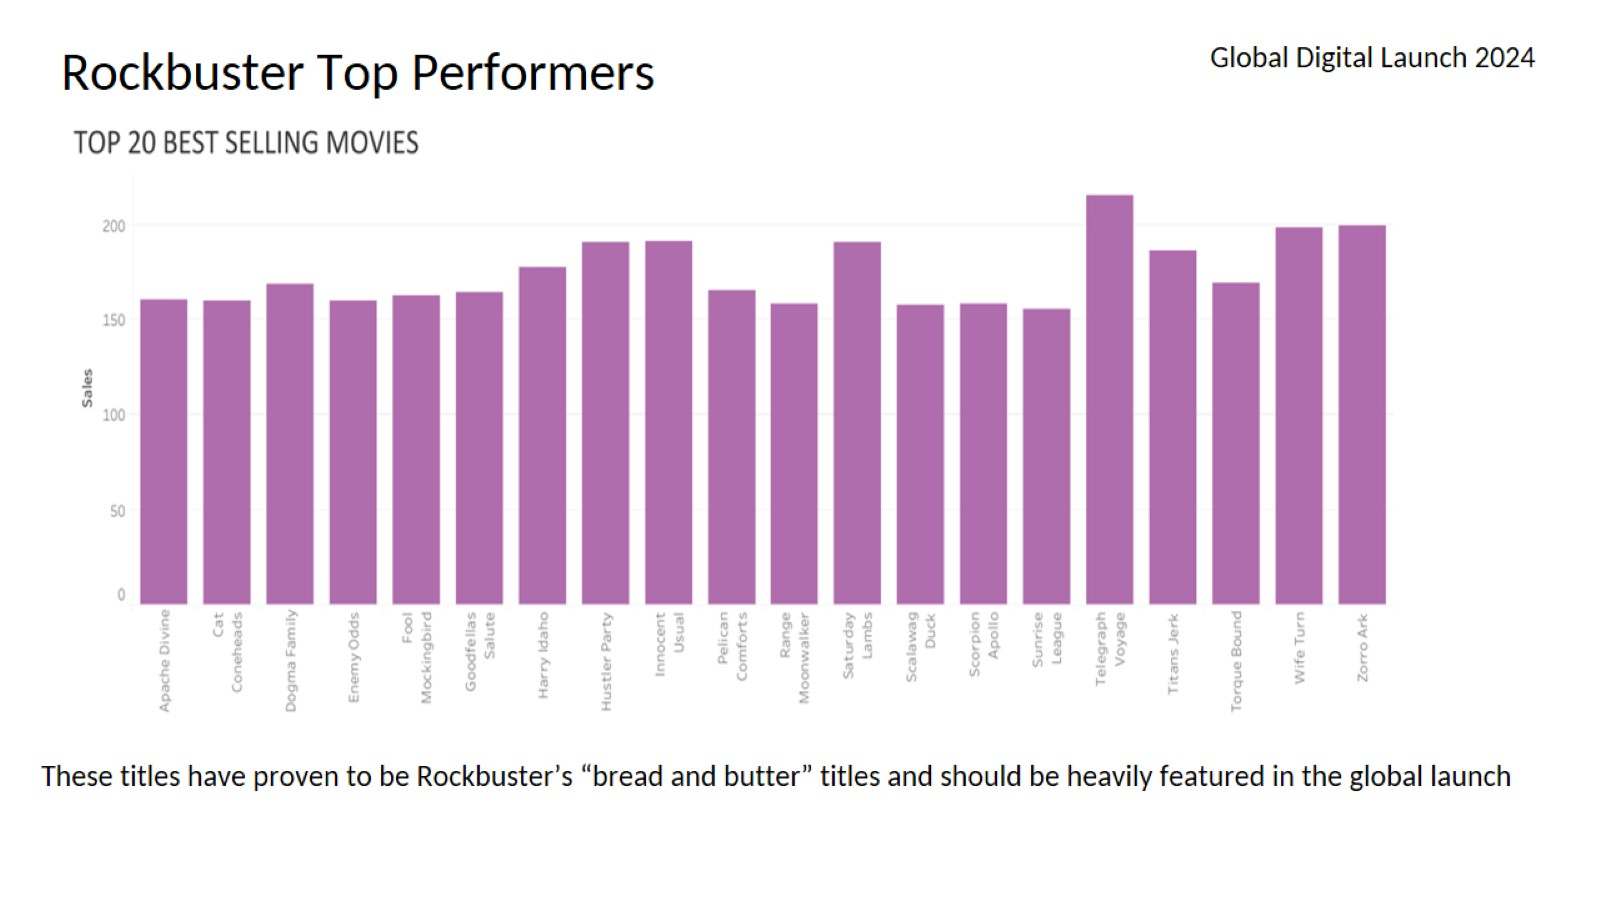 Rockbuster Top Performers
Global Digital Launch 2024
TOP 20 BEST SELLING MOVIES
200
150
100
50
0
Sales
Apache Divine
Cat
Coneheads
Dogma Family
Enemy Odds
Fool
Mockingbird
Goodfellas
Salute
Harry Idaho
Hustler Party
Innocent
Usual
Pelican
Comforts
Range
Moonwalker
Saturday
Lambs
Scalawag
Duck
Scorpion
Apollo
Sunrise
League
Telegraph
Voyage
Titans Jerk
Torque Bound
Wife Turn
Zorro Ark
These titles have proven to be Rockbuster’s “bread and butter” titles and should be heavily featured in the global launch